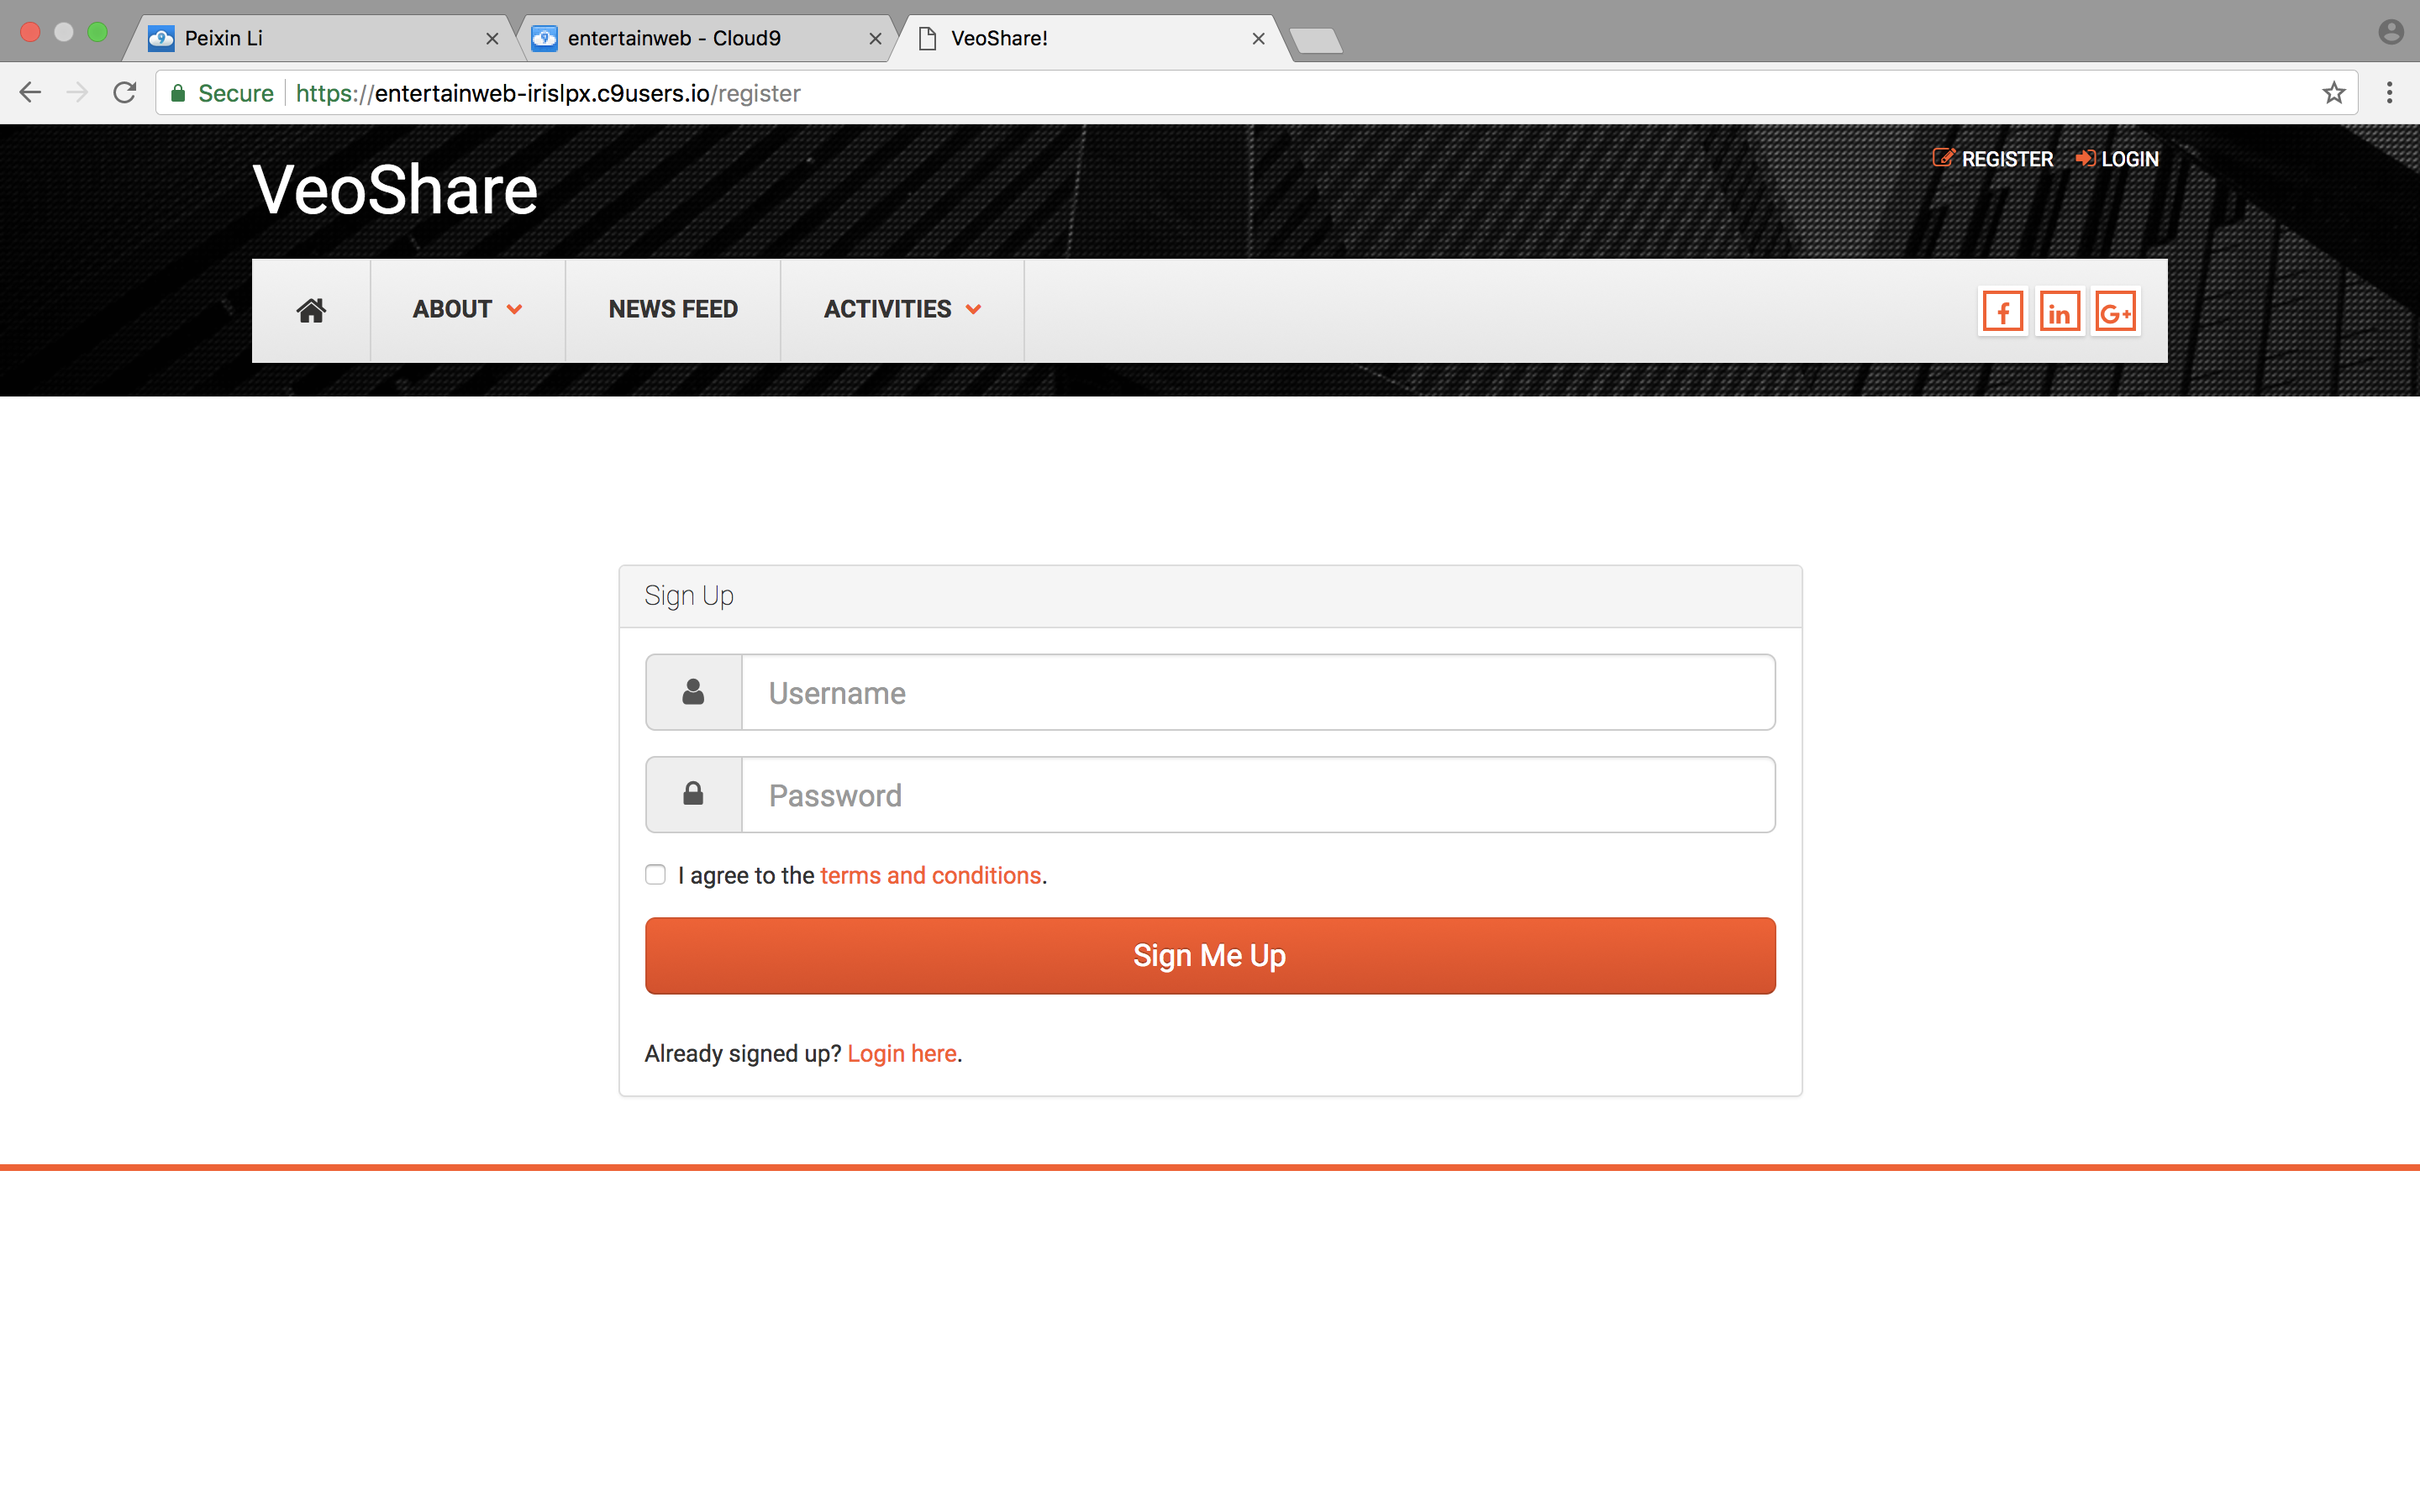 Peixin Li
entertainweb - Cloud9
VeoShare!
Secure https://entertainweb-irislpx.c9users.io/register
REGISTER LOGIN
VeoShare
ABOUT NEWS FEED ACTIVITIES
Sign Up
Username
Password
I agree to the terms and conditions.
Sign Me Up
Already signed up? Login here.